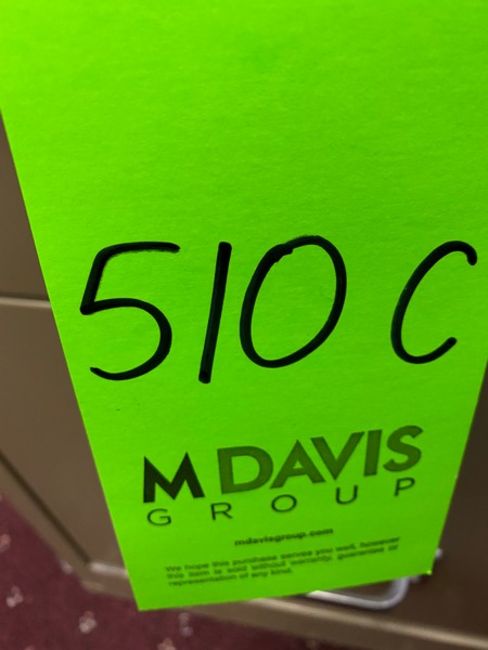 510 C
M DAVIS
GROUP
mdavisgroup.com
We hope this purchase serves you well, however
this item is sold without warranty, guarantee or
representation of any kind.